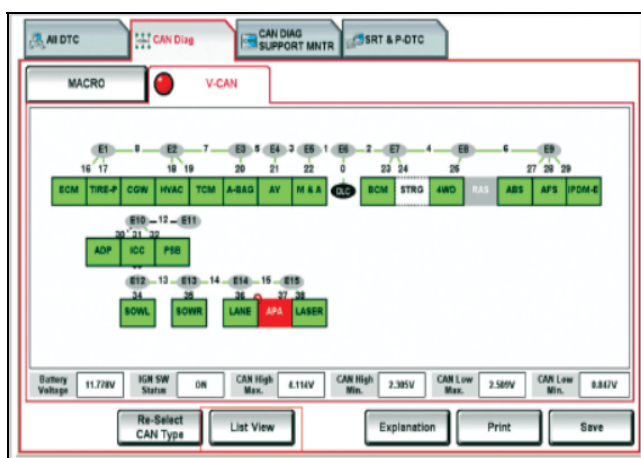 All DTC CAN Diag CAN DIAG SUPPORT MNTR SRT & P-DTC
MACRO V-CAN
E1 8 E2 7 E3 5 E4 3 E5 1 E6 2 E7 4 E8 6 E9
16 17 18 19 20 21 22 0 23 24 25 27 28 29
ECM TIRE-P CGW HVAC TCM A-BAG AV M & A DLC BCM STRG 4WD RAS ABS AFS IPDM-E
E10 12 E11
30 31 32
ADP ICC PSB
E12 13 E13 14 E14 15 E15
34 35 36 37 38
SOWL SOWR LANE APA LASER
Battery Voltage 11.778V IGN SW Status ON CAN High Max. 4.114V CAN High Min. 2.305V CAN Low Max. 2.509V CAN Low Min. 0.847V
Re-Select CAN Type List View Explanation Print Save